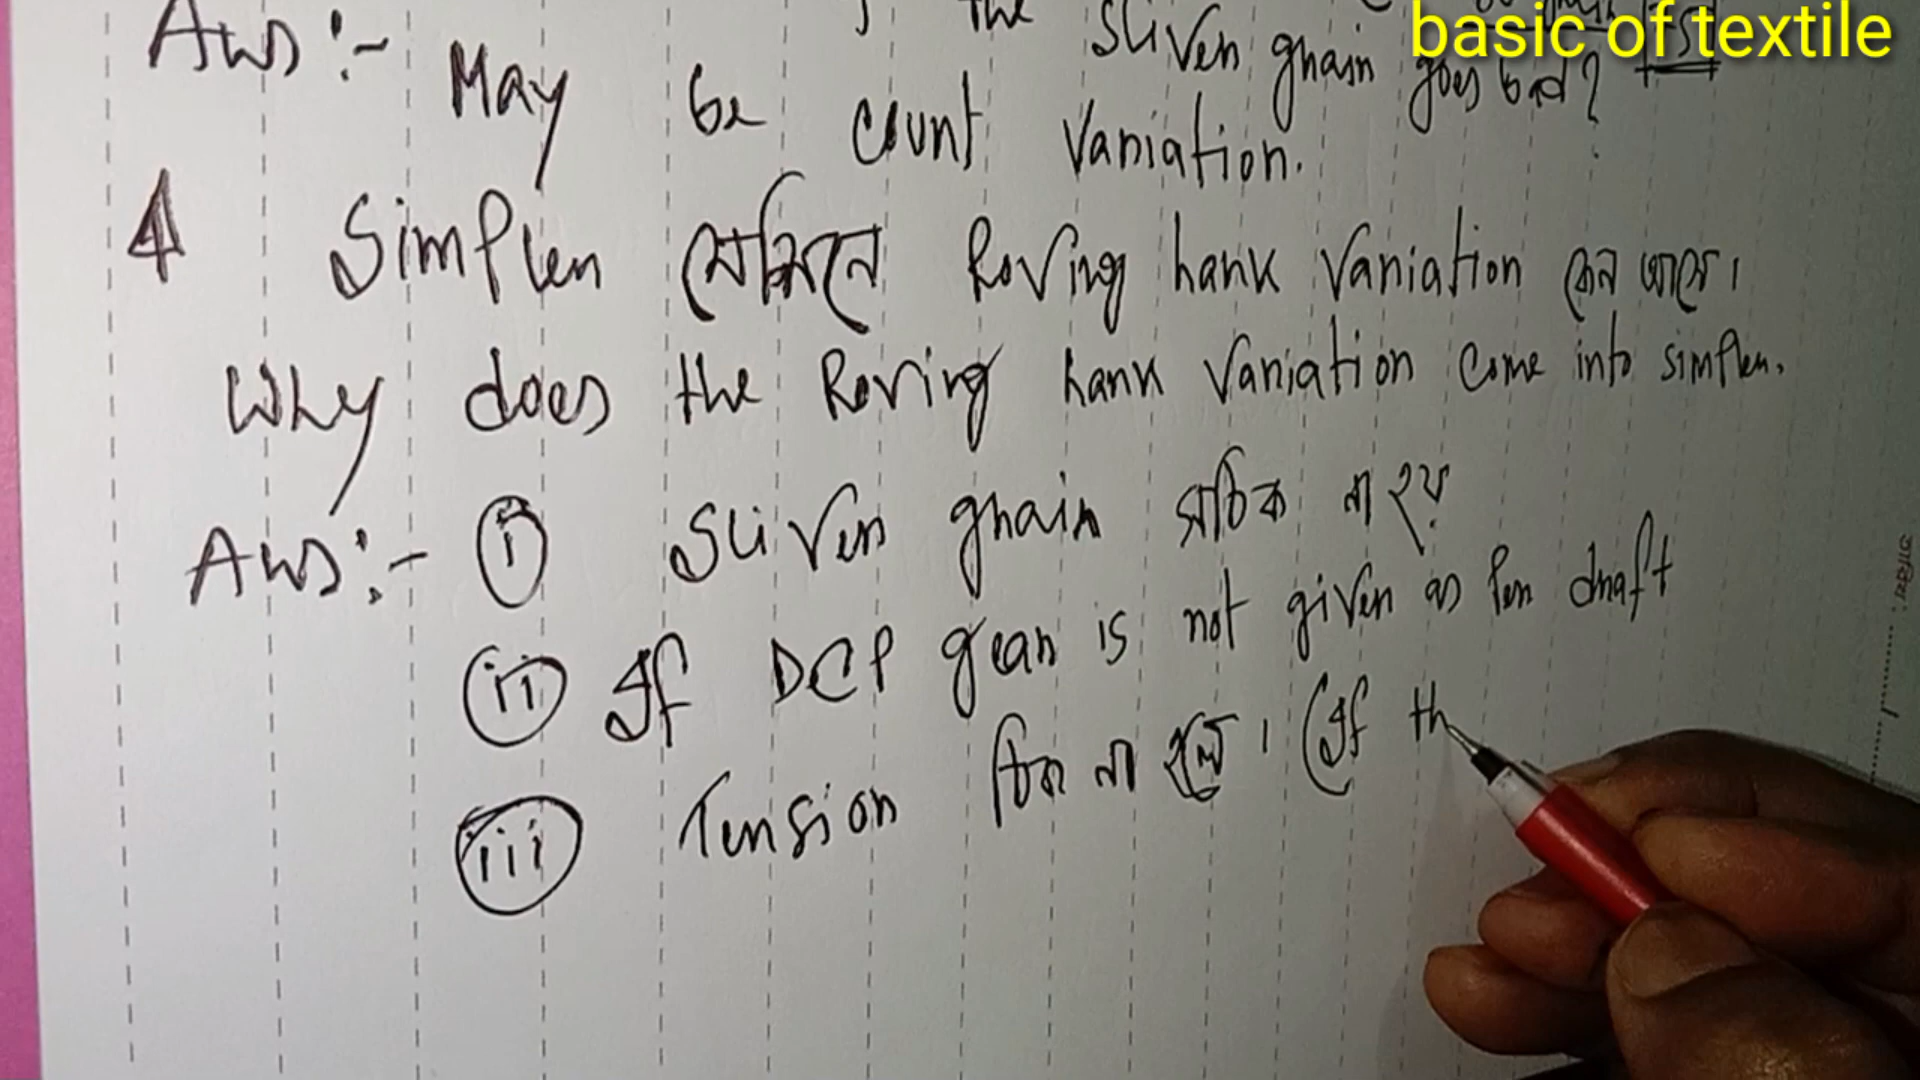 basic of textile
the Sliver grain goes bad?
Ans:- May be count variation.
4 Simplex মেশিনে Roving hank variation কেন আসে।
Why does the Roving hank variation come into simplex.
Ans:- (i) Sliver grain সঠিক না হয়
(ii) If DCP gear is not given as per draft
(iii) Tension ঠিক না হলে। (If th